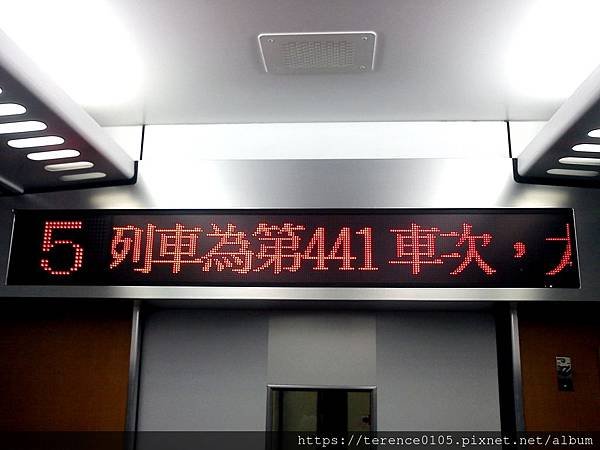 5 列車為第441車次，
https://terence0105.pixnet.net/album